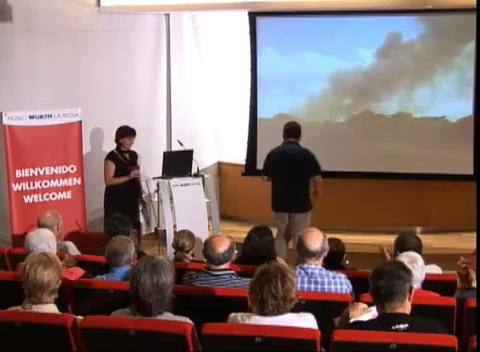 MUSEO WÜRTH LA RIOJA
BIENVENIDO
WILLKOMMEN
WELCOME